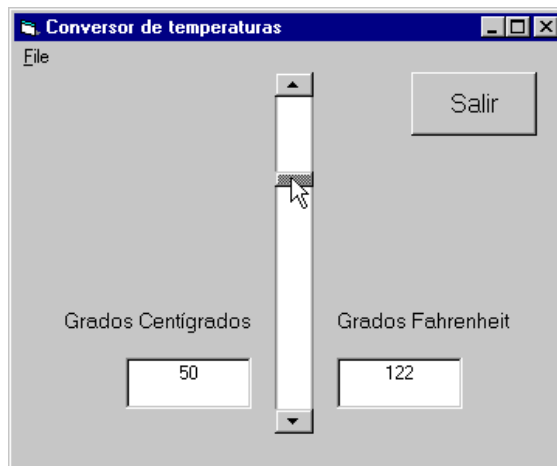 Conversor de temperaturas
File
Salir
Grados Centígrados
Grados Fahrenheit
50
122